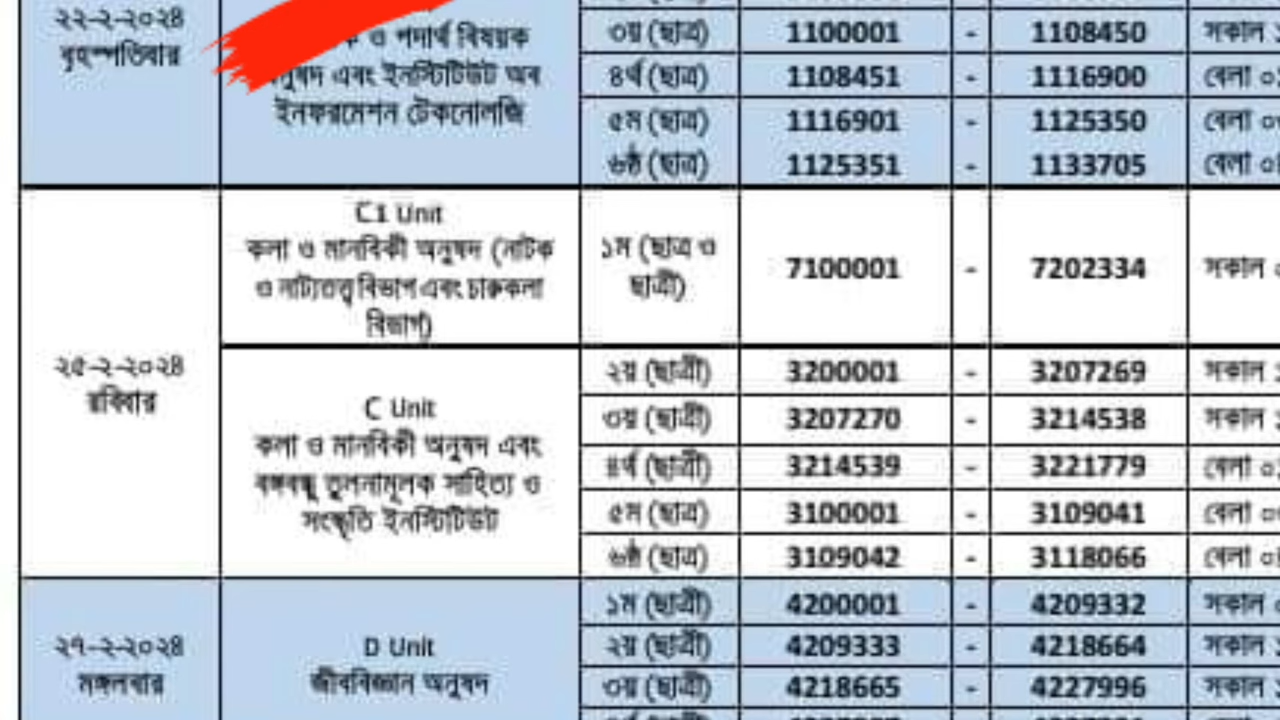 ২২-২-২০২৪
বৃহস্পতিবার
ও পদার্থ বিষয়ক
এবং ইনস্টিটিউট অব
ইনফরমেশন টেকনোলজি
৩য় (ছাত্র) 1100001 - 1108450 সকাল
৪র্থ (ছাত্র) 1108451 - 1116900 বেলা
৫ম (ছাত্র) 1116901 - 1125350 বেলা
৬ষ্ঠ (ছাত্র) 1125351 - 1133705 বেলা
২৫-২-২০২৪
রবিবার
C1 Unit
কলা ও মানবিকী অনুষদ (নাটক
ও নাট্যতত্ত্ব বিভাগ এবং চারুকলা
বিভাগ)
১ম (ছাত্র ও
ছাত্রী)
7100001 - 7202334 সকাল
C Unit
কলা ও মানবিকী অনুষদ এবং
বঙ্গবন্ধু তুলনামূলক সাহিত্য ও
সংস্কৃতি ইনস্টিটিউট
২য় (ছাত্রী) 3200001 - 3207269 সকাল
৩য় (ছাত্রী) 3207270 - 3214538 সকাল
৪র্থ (ছাত্রী) 3214539 - 3221779 বেলা
৫ম (ছাত্র) 3100001 - 3109041 বেলা
৬ষ্ঠ (ছাত্র) 3109042 - 3118066 বেলা
২৭-২-২০২৪
মঙ্গলবার
D Unit
জীববিজ্ঞান অনুষদ
১ম (ছাত্রী) 4200001 - 4209332 সকাল
২য় (ছাত্রী) 4209333 - 4218664 সকাল
৩য় (ছাত্রী) 4218665 - 4227996 সকাল